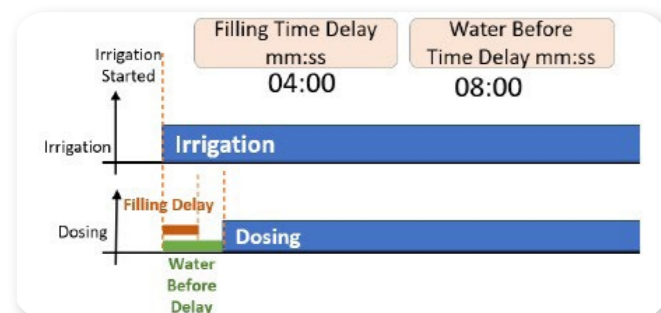 Filling Time Delay
mm:ss
04:00
Water Before
Time Delay mm:ss
08:00
Irrigation
Started
Irrigation
Irrigation
Filling Delay
Dosing
Dosing
Water
Before
Delay